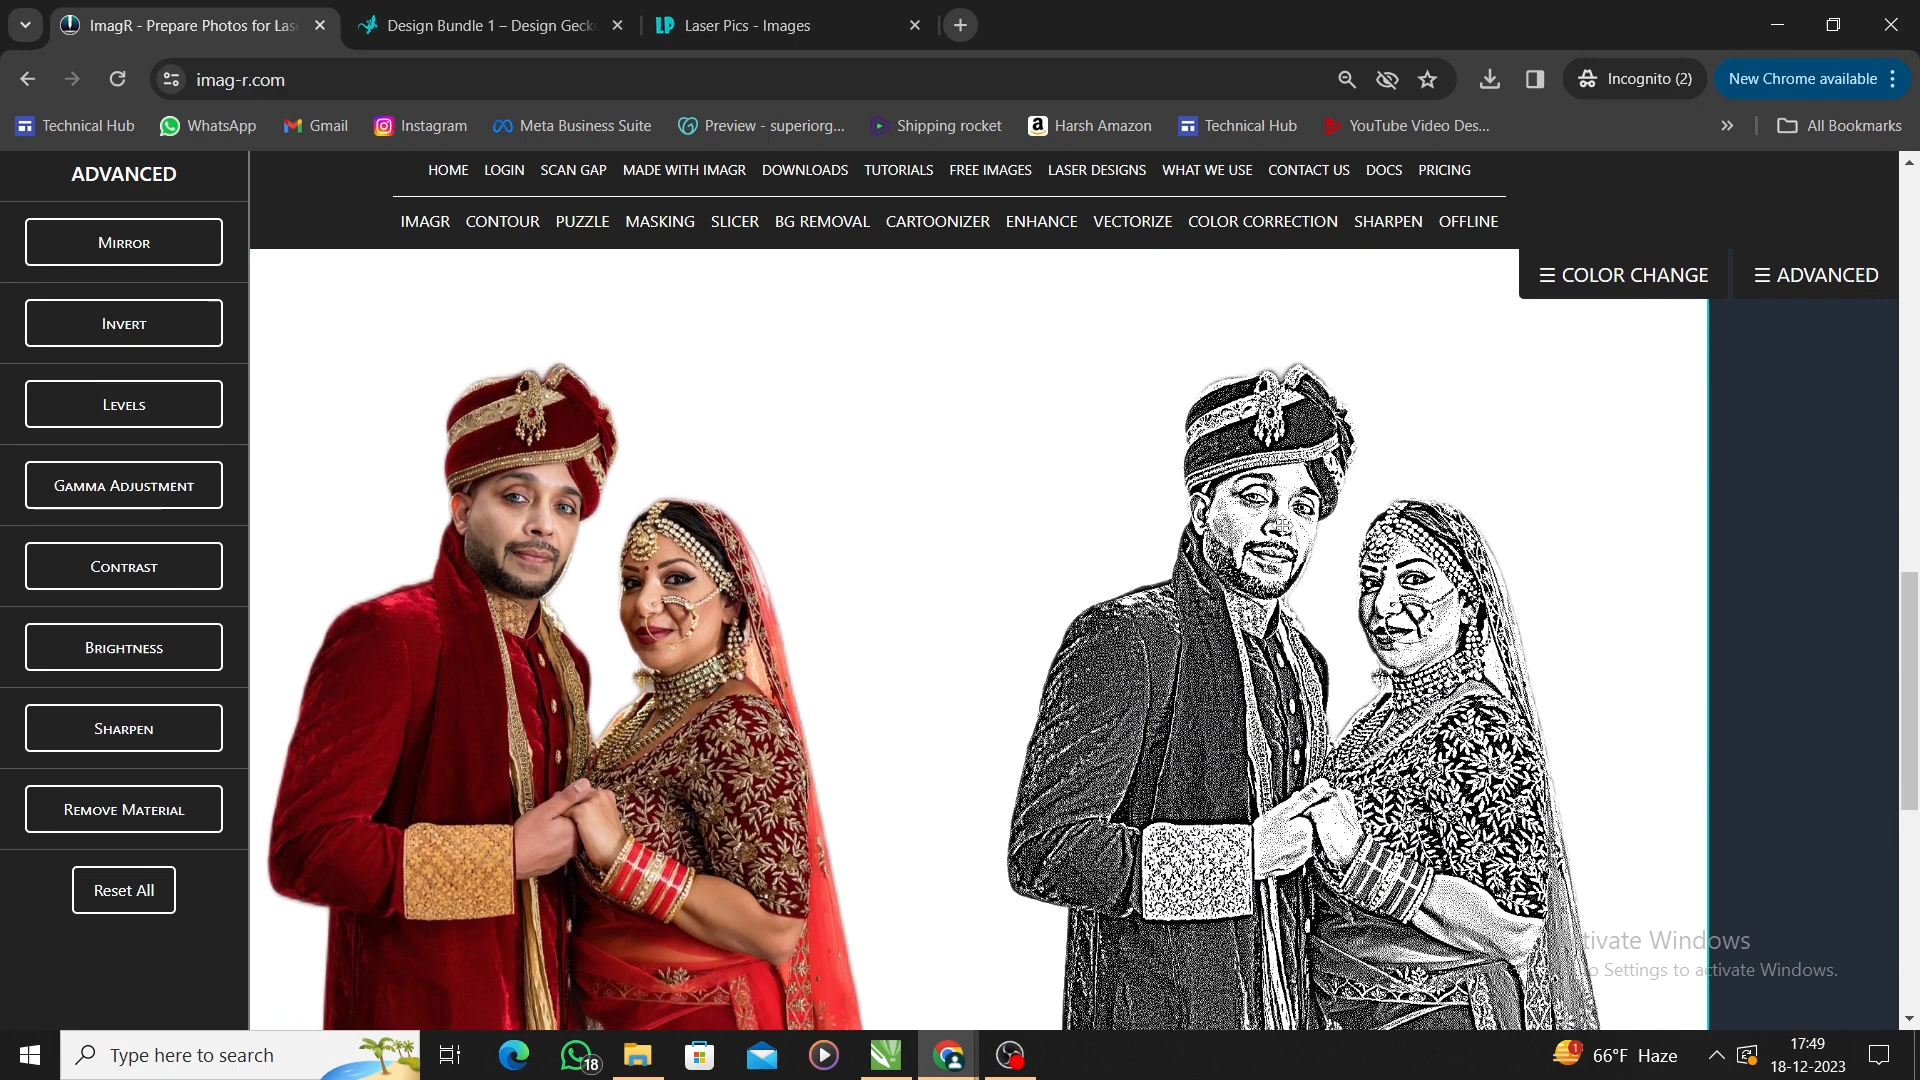 ImagR - Prepare Photos for Las
Design Bundle 1 – Design Geck
Laser Pics - Images
imag-r.com
Incognito (2)
New Chrome available
Technical Hub
WhatsApp
Gmail
Instagram
Meta Business Suite
Preview - superiorg...
Shipping rocket
Harsh Amazon
Technical Hub
YouTube Video Des...
All Bookmarks
HOME LOGIN SCAN GAP MADE WITH IMAGR DOWNLOADS TUTORIALS FREE IMAGES LASER DESIGNS WHAT WE USE CONTACT US DOCS PRICING
IMAGR CONTOUR PUZZLE MASKING SLICER BG REMOVAL CARTOONIZER ENHANCE VECTORIZE COLOR CORRECTION SHARPEN OFFLINE
☰ COLOR CHANGE
☰ ADVANCED
ADVANCED
MIRROR
INVERT
LEVELS
GAMMA ADJUSTMENT
CONTRAST
BRIGHTNESS
SHARPEN
REMOVE MATERIAL
Reset All
tivate Windows
o Settings to activate Windows.
Type here to search
18
1
66°F Haze
17:49
18-12-2023